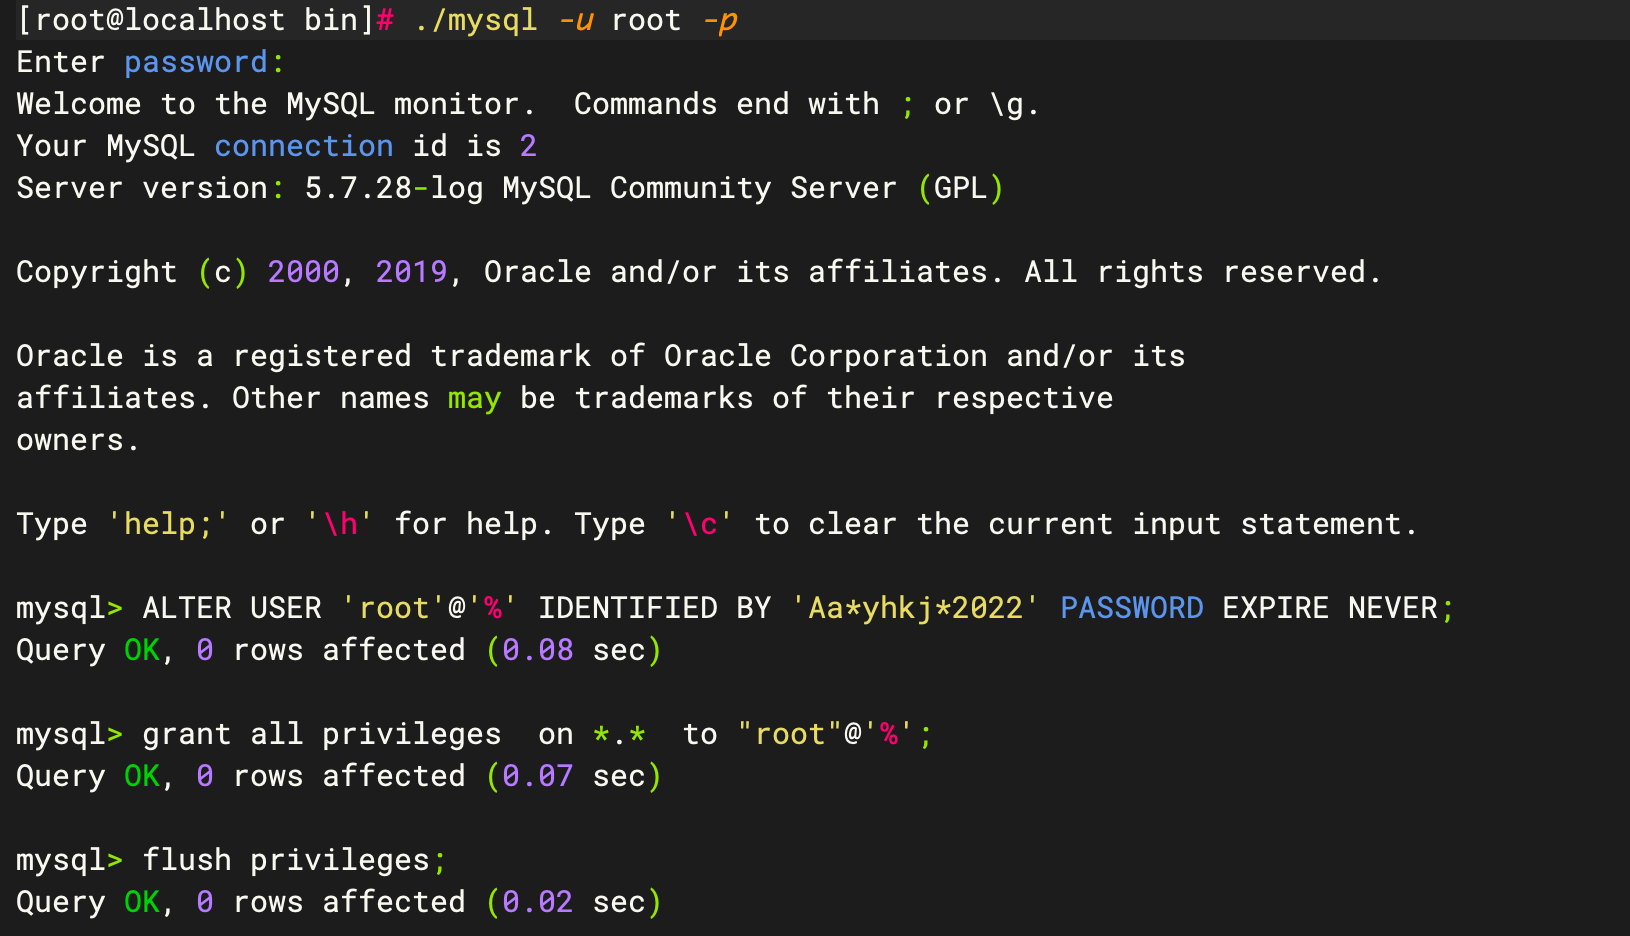 [root@localhost bin]# ./mysql -u root -p
Enter password:
Welcome to the MySQL monitor.  Commands end with ; or \g.
Your MySQL connection id is 2
Server version: 5.7.28-log MySQL Community Server (GPL)
Copyright (c) 2000, 2019, Oracle and/or its affiliates. All rights reserved.
Oracle is a registered trademark of Oracle Corporation and/or its
affiliates. Other names may be trademarks of their respective
owners.
Type 'help;' or '\h' for help. Type '\c' to clear the current input statement.
mysql> ALTER USER 'root'@'%' IDENTIFIED BY 'Aa*yhkj*2022' PASSWORD EXPIRE NEVER;
Query OK, 0 rows affected (0.08 sec)
mysql> grant all privileges  on *.*  to "root"@'%';
Query OK, 0 rows affected (0.07 sec)
mysql> flush privileges;
Query OK, 0 rows affected (0.02 sec)